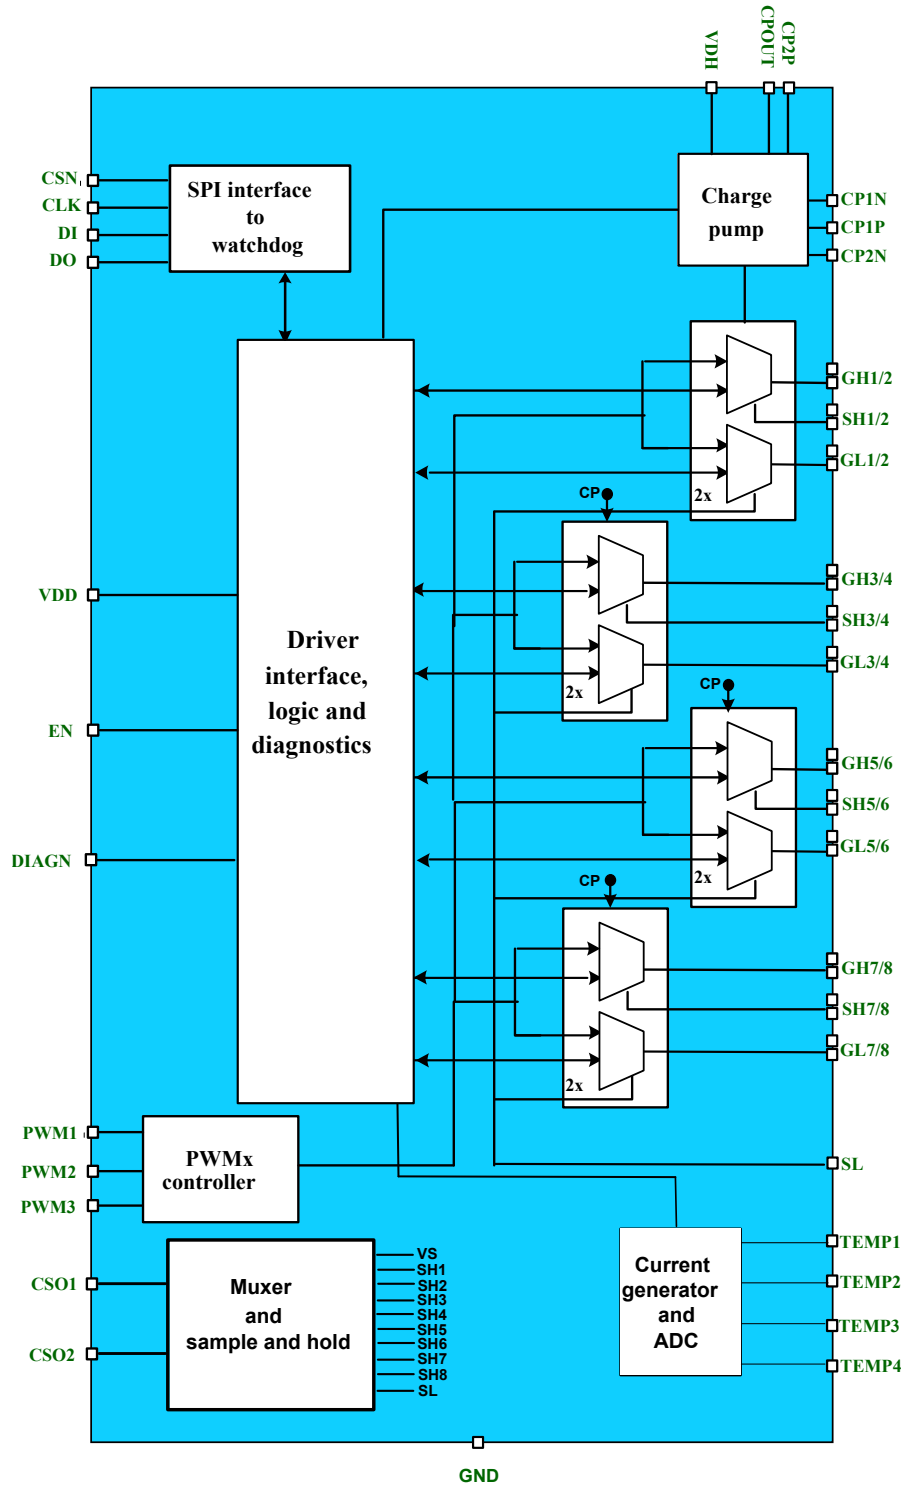 VDH
CPOUT
CP2P
CSN
CLK
DI
DO
SPI interface
to
watchdog
Charge
pump
CP1N
CP1P
CP2N
GH1/2
SH1/2
GL1/2
2x
CP
GH3/4
SH3/4
GL3/4
2x
VDD
Driver
interface,
logic and
diagnostics
EN
CP
GH5/6
SH5/6
GL5/6
2x
DIAGN
CP
GH7/8
SH7/8
GL7/8
2x
PWM1
PWM2
PWM3
PWMx
controller
SL
CSO1
CSO2
Muxer
and
sample and hold
VS
SH1
SH2
SH3
SH4
SH5
SH6
SH7
SH8
SL
Current
generator
and
ADC
TEMP1
TEMP2
TEMP3
TEMP4
GND